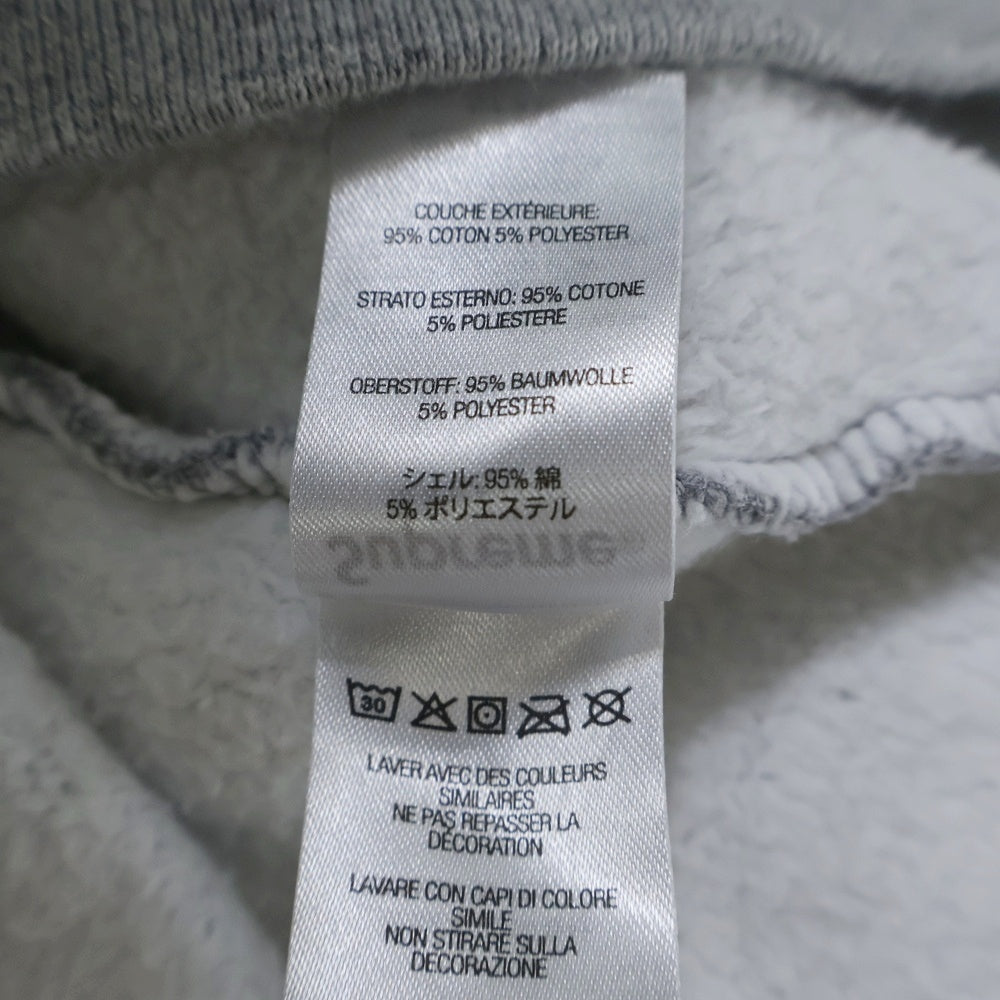 COUCHE EXTÉRIEURE:
95% COTON 5% POLYESTER
STRATO ESTERNO: 95% COTONE
5% POLIESTERE
OBERSTOFF: 95% BAUMWOLLE
5% POLYESTER
シェル: 95% 綿
5% ポリエステル
Supreme
30
LAVER AVEC DES COULEURS
SIMILAIRES
NE PAS REPASSER LA
DÉCORATION
LAVARE CON CAPI DI COLORE
SIMILE
NON STIRARE SULLA
DECORAZIONE